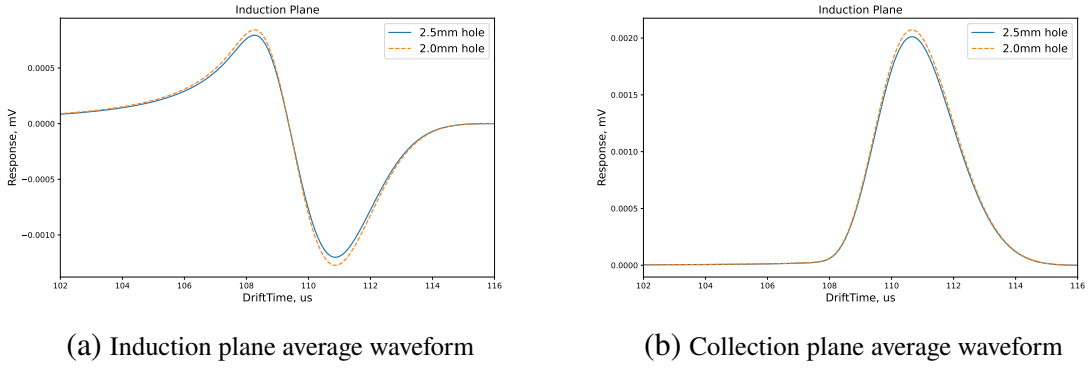 Induction Plane
2.5mm hole
2.0mm hole
0.0005
0.0000
−0.0005
−0.0010
Response, mV
102 104 106 108 110 112 114 116
DriftTime, us
(a) Induction plane average waveform
Induction Plane
2.5mm hole
2.0mm hole
0.0020
0.0015
0.0010
0.0005
0.0000
Response, mV
102 104 106 108 110 112 114 116
DriftTime, us
(b) Collection plane average waveform